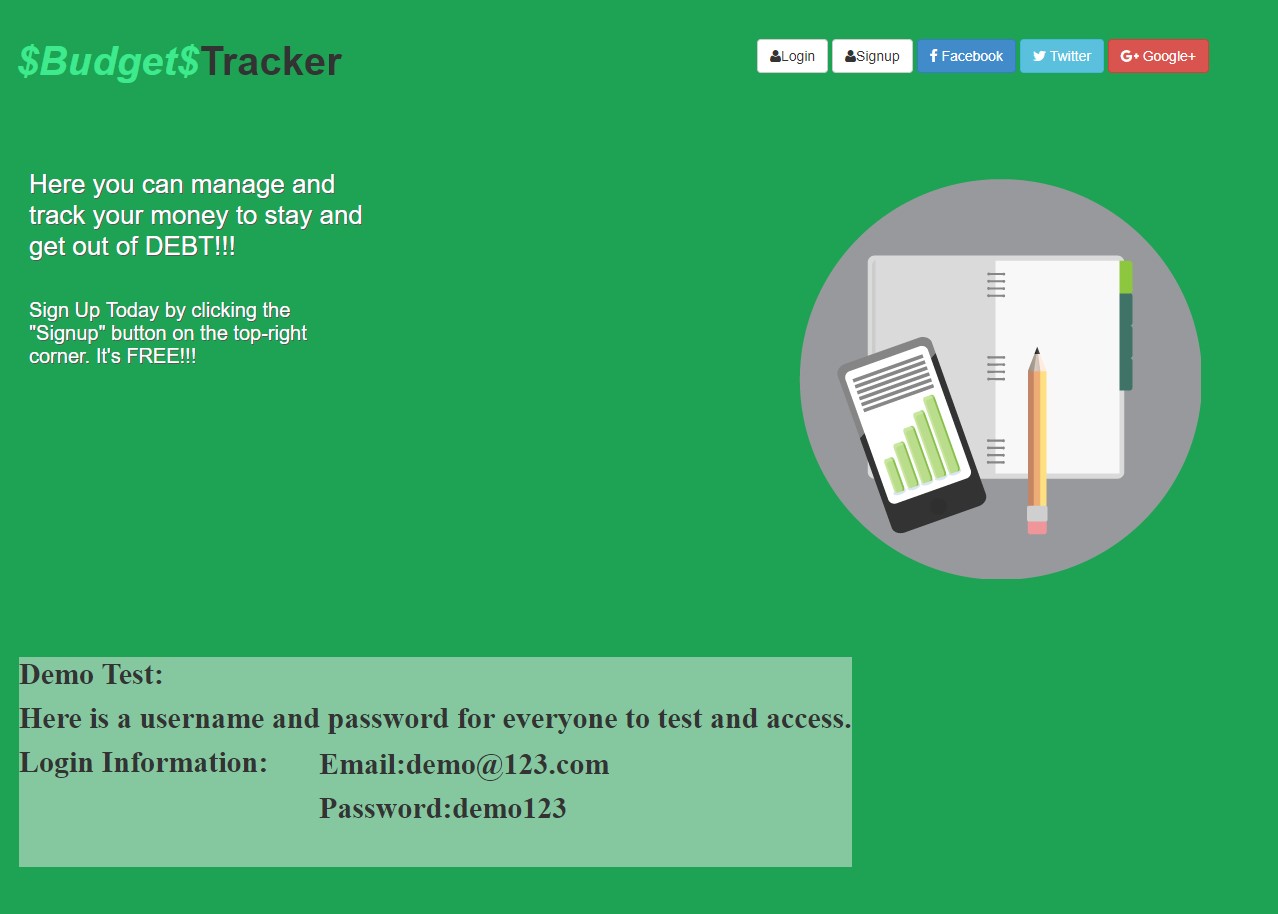 $Budget$Tracker
Login Signup Facebook Twitter Google+
Here you can manage and
track your money to stay and
get out of DEBT!!!
Sign Up Today by clicking the
"Signup" button on the top-right
corner. It's FREE!!!
Demo Test:
Here is a username and password for everyone to test and access.
Login Information: Email:demo@123.com
Password:demo123